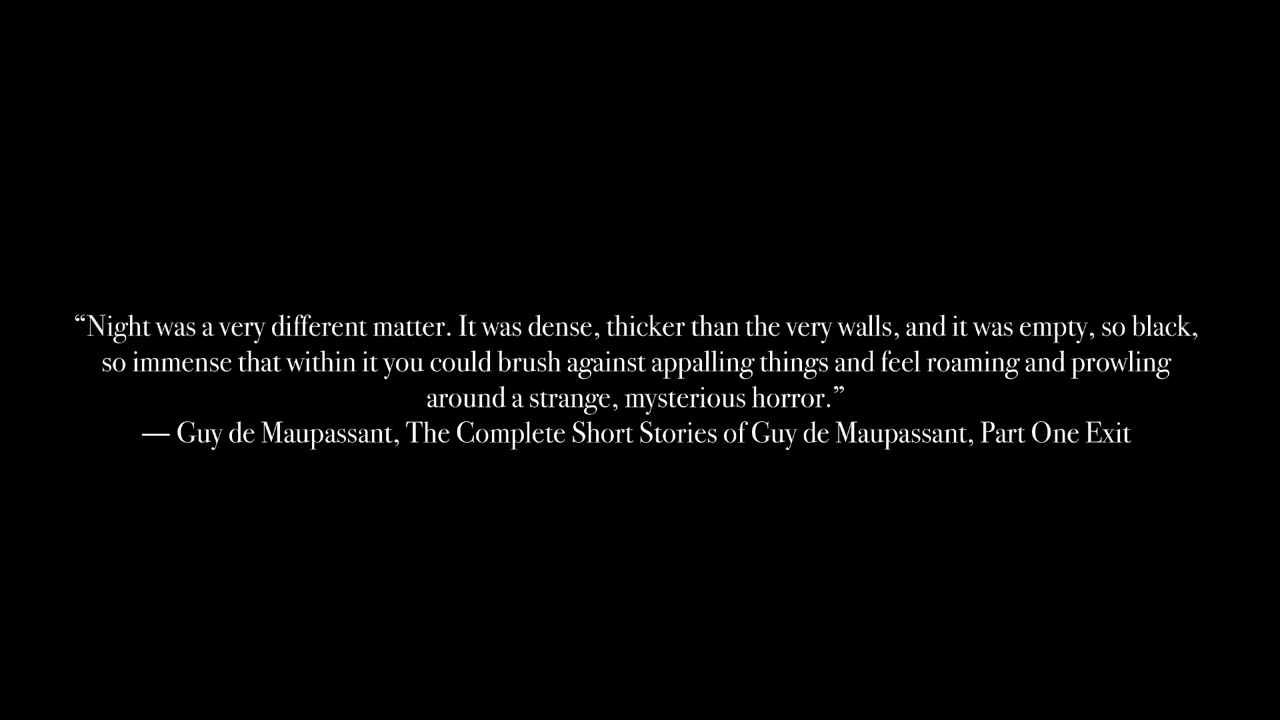 “Night was a very different matter. It was dense, thicker than the very walls, and it was empty, so black,
so immense that within it you could brush against appalling things and feel roaming and prowling
around a strange, mysterious horror.”
— Guy de Maupassant, The Complete Short Stories of Guy de Maupassant, Part One Exit